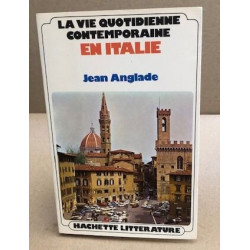 LA VIE QUOTIDIENNE
CONTEMPORAINE
EN ITALIE
Jean Anglade
HACHETTE LITTÉRATURE